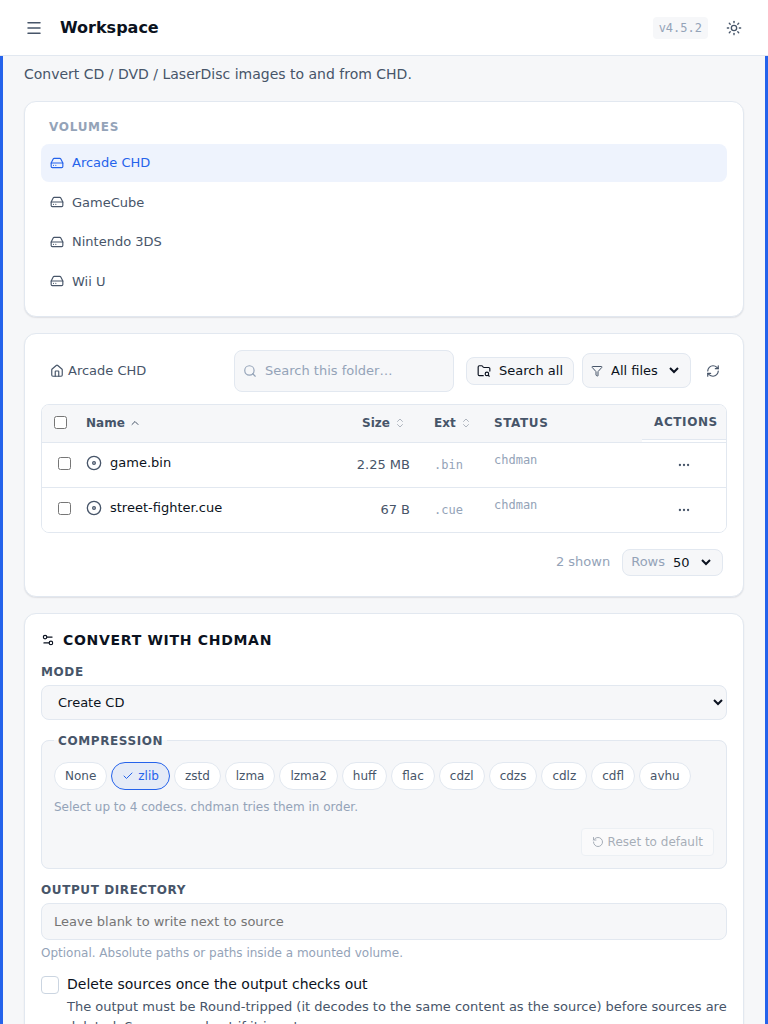 Workspace
v4.5.2
Convert CD / DVD / LaserDisc images to and from CHD.
VOLUMES
Arcade CHD
GameCube
Nintendo 3DS
Wii U
Arcade CHD
Search this folder…
Search all
All files
Name
Size
Ext
STATUS
ACTIONS
game.bin
2.25 MB
.bin
chdman
street-fighter.cue
67 B
.cue
chdman
2 shown
Rows 50
CONVERT WITH CHDMAN
MODE
Create CD
COMPRESSION
None
zlib
zstd
lzma
lzma2
huff
flac
cdzl
cdzs
cdlz
cdfl
avhu
Select up to 4 codecs. chdman tries them in order.
Reset to default
OUTPUT DIRECTORY
Leave blank to write next to source
Optional. Absolute paths or paths inside a mounted volume.
Delete sources once the output checks out
The output must be Round-tripped (it decodes to the same content as the source) before sources are